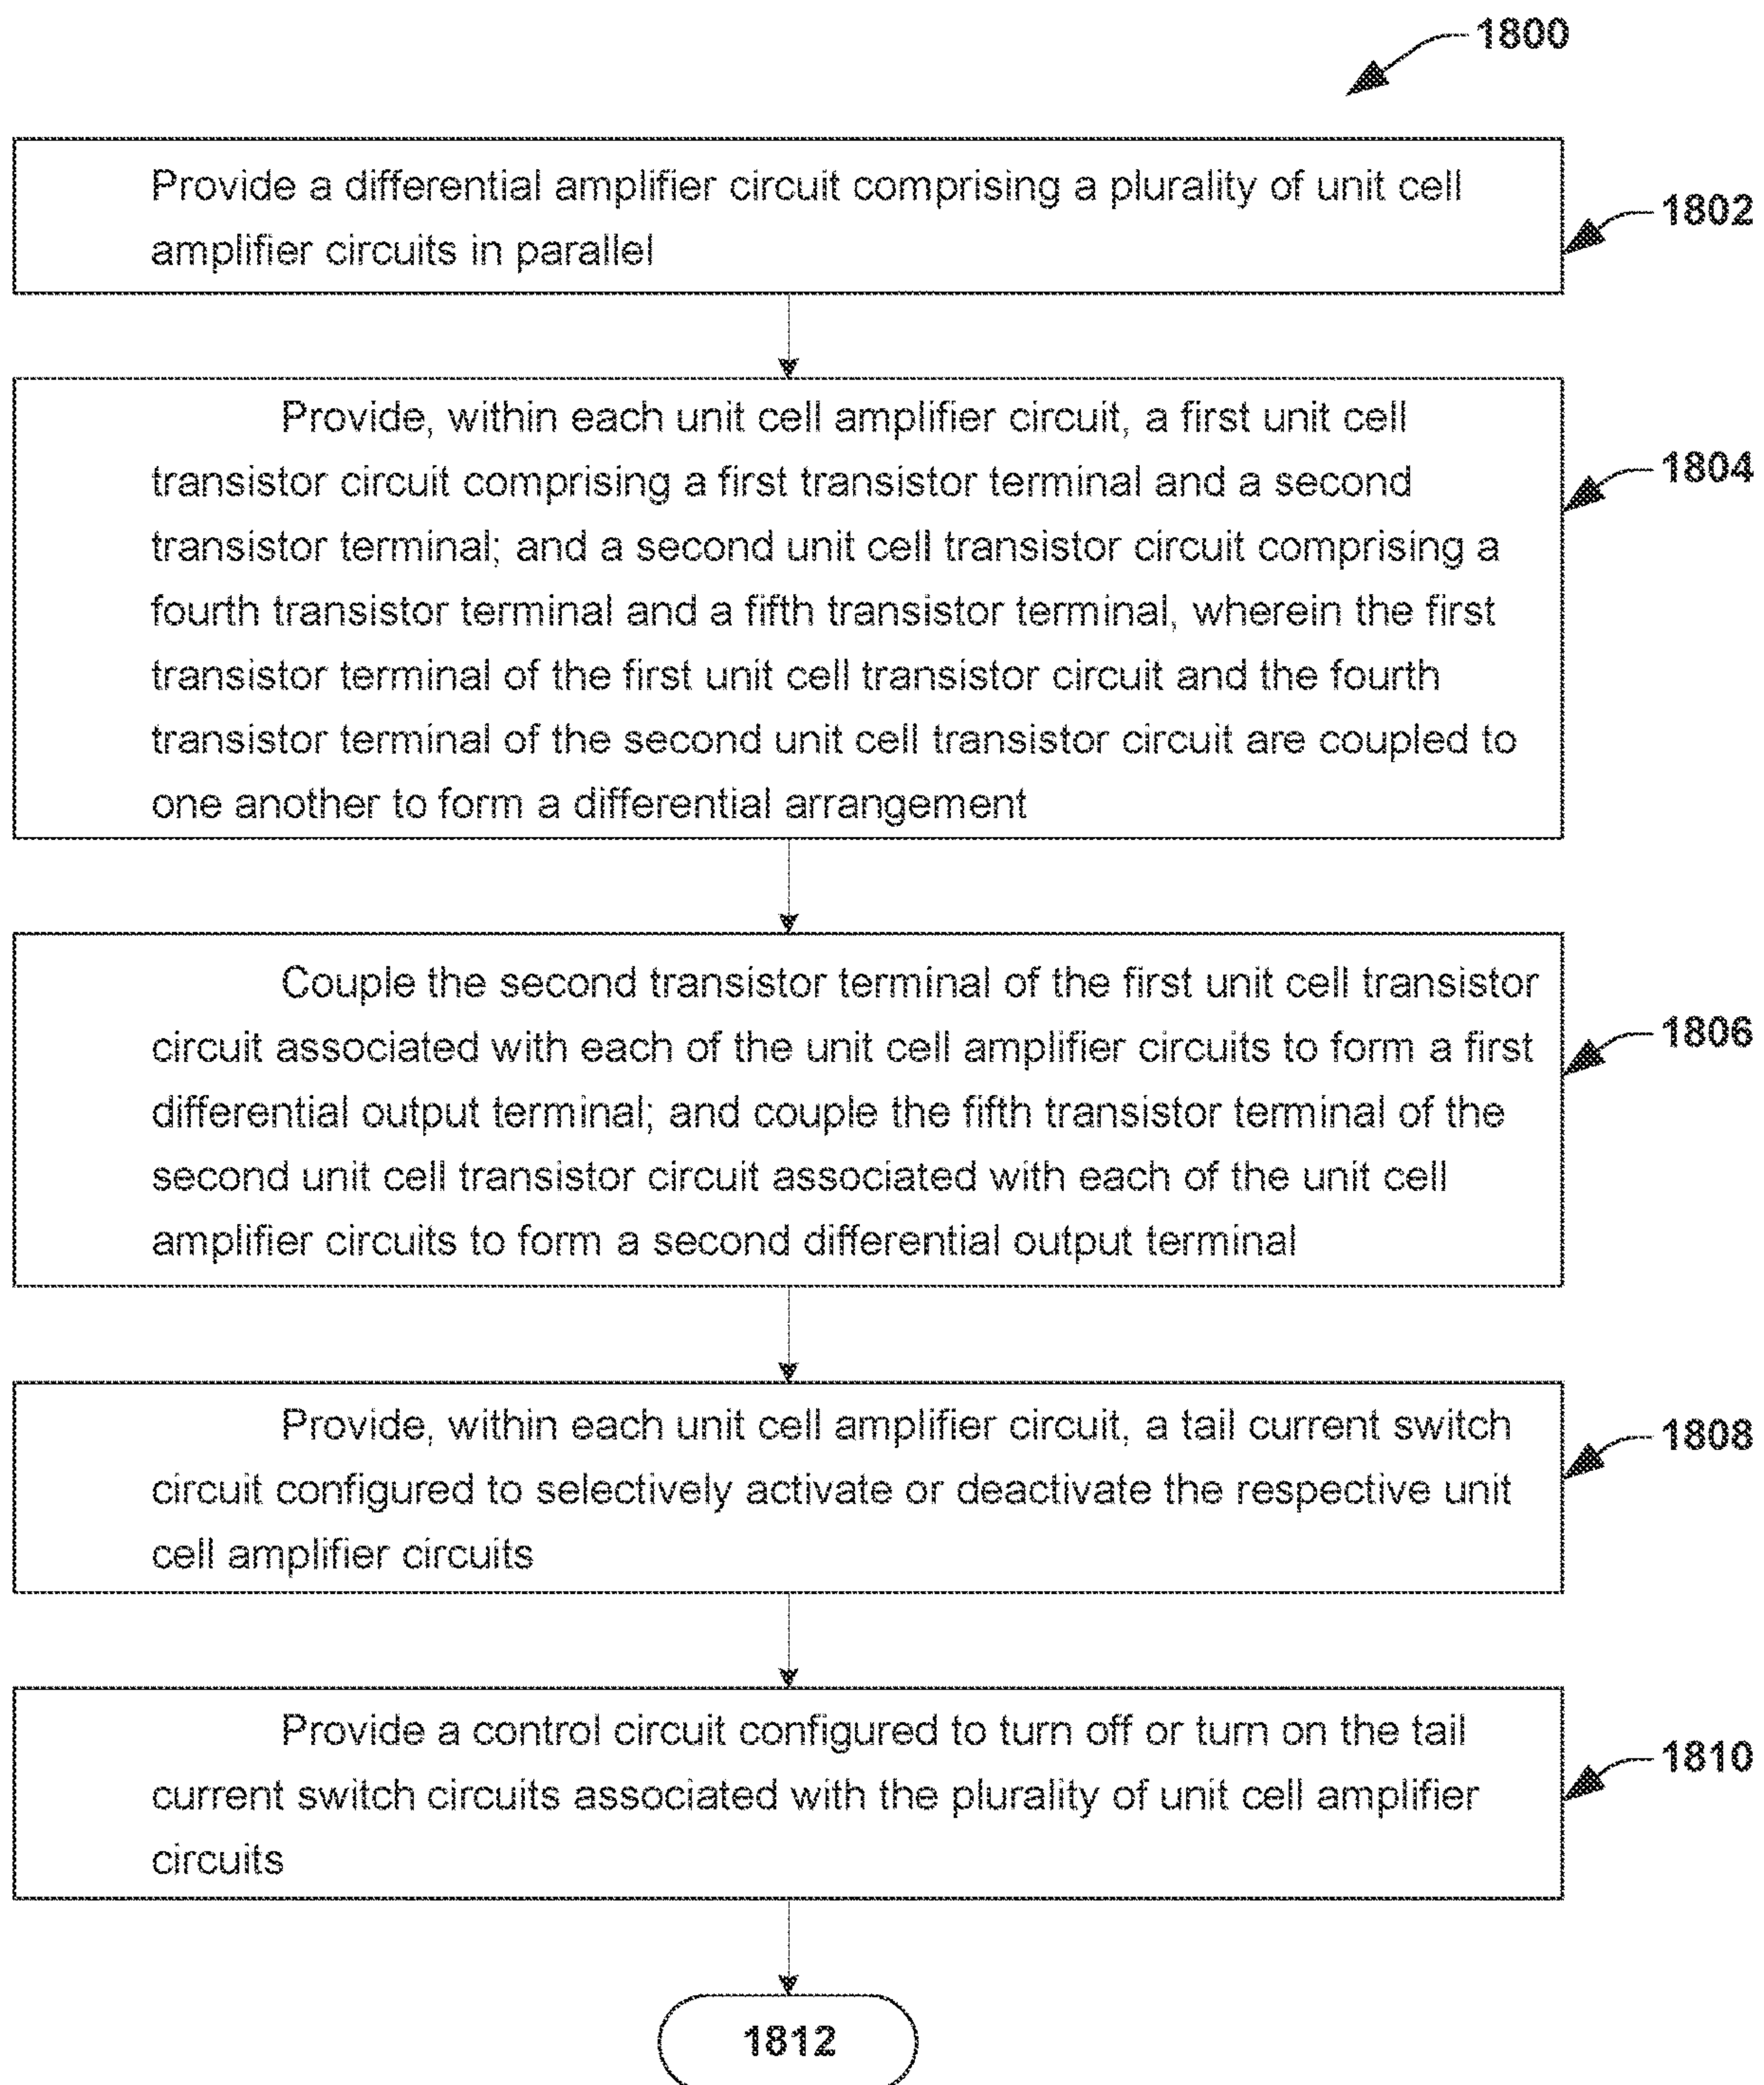 1800
Provide a differential amplifier circuit comprising a plurality of unit cell
amplifier circuits in parallel
1802
Provide, within each unit cell amplifier circuit, a first unit cell
transistor circuit comprising a first transistor terminal and a second
transistor terminal; and a second unit cell transistor circuit comprising a
fourth transistor terminal and a fifth transistor terminal, wherein the first
transistor terminal of the first unit cell transistor circuit and the fourth
transistor terminal of the second unit cell transistor circuit are coupled to
one another to form a differential arrangement
1804
Couple the second transistor terminal of the first unit cell transistor
circuit associated with each of the unit cell amplifier circuits to form a first
differential output terminal; and couple the fifth transistor terminal of the
second unit cell transistor circuit associated with each of the unit cell
amplifier circuits to form a second differential output terminal
1806
Provide, within each unit cell amplifier circuit, a tail current switch
circuit configured to selectively activate or deactivate the respective unit
cell amplifier circuits
1808
Provide a control circuit configured to turn off or turn on the tail
current switch circuits associated with the plurality of unit cell amplifier
circuits
1810
1812